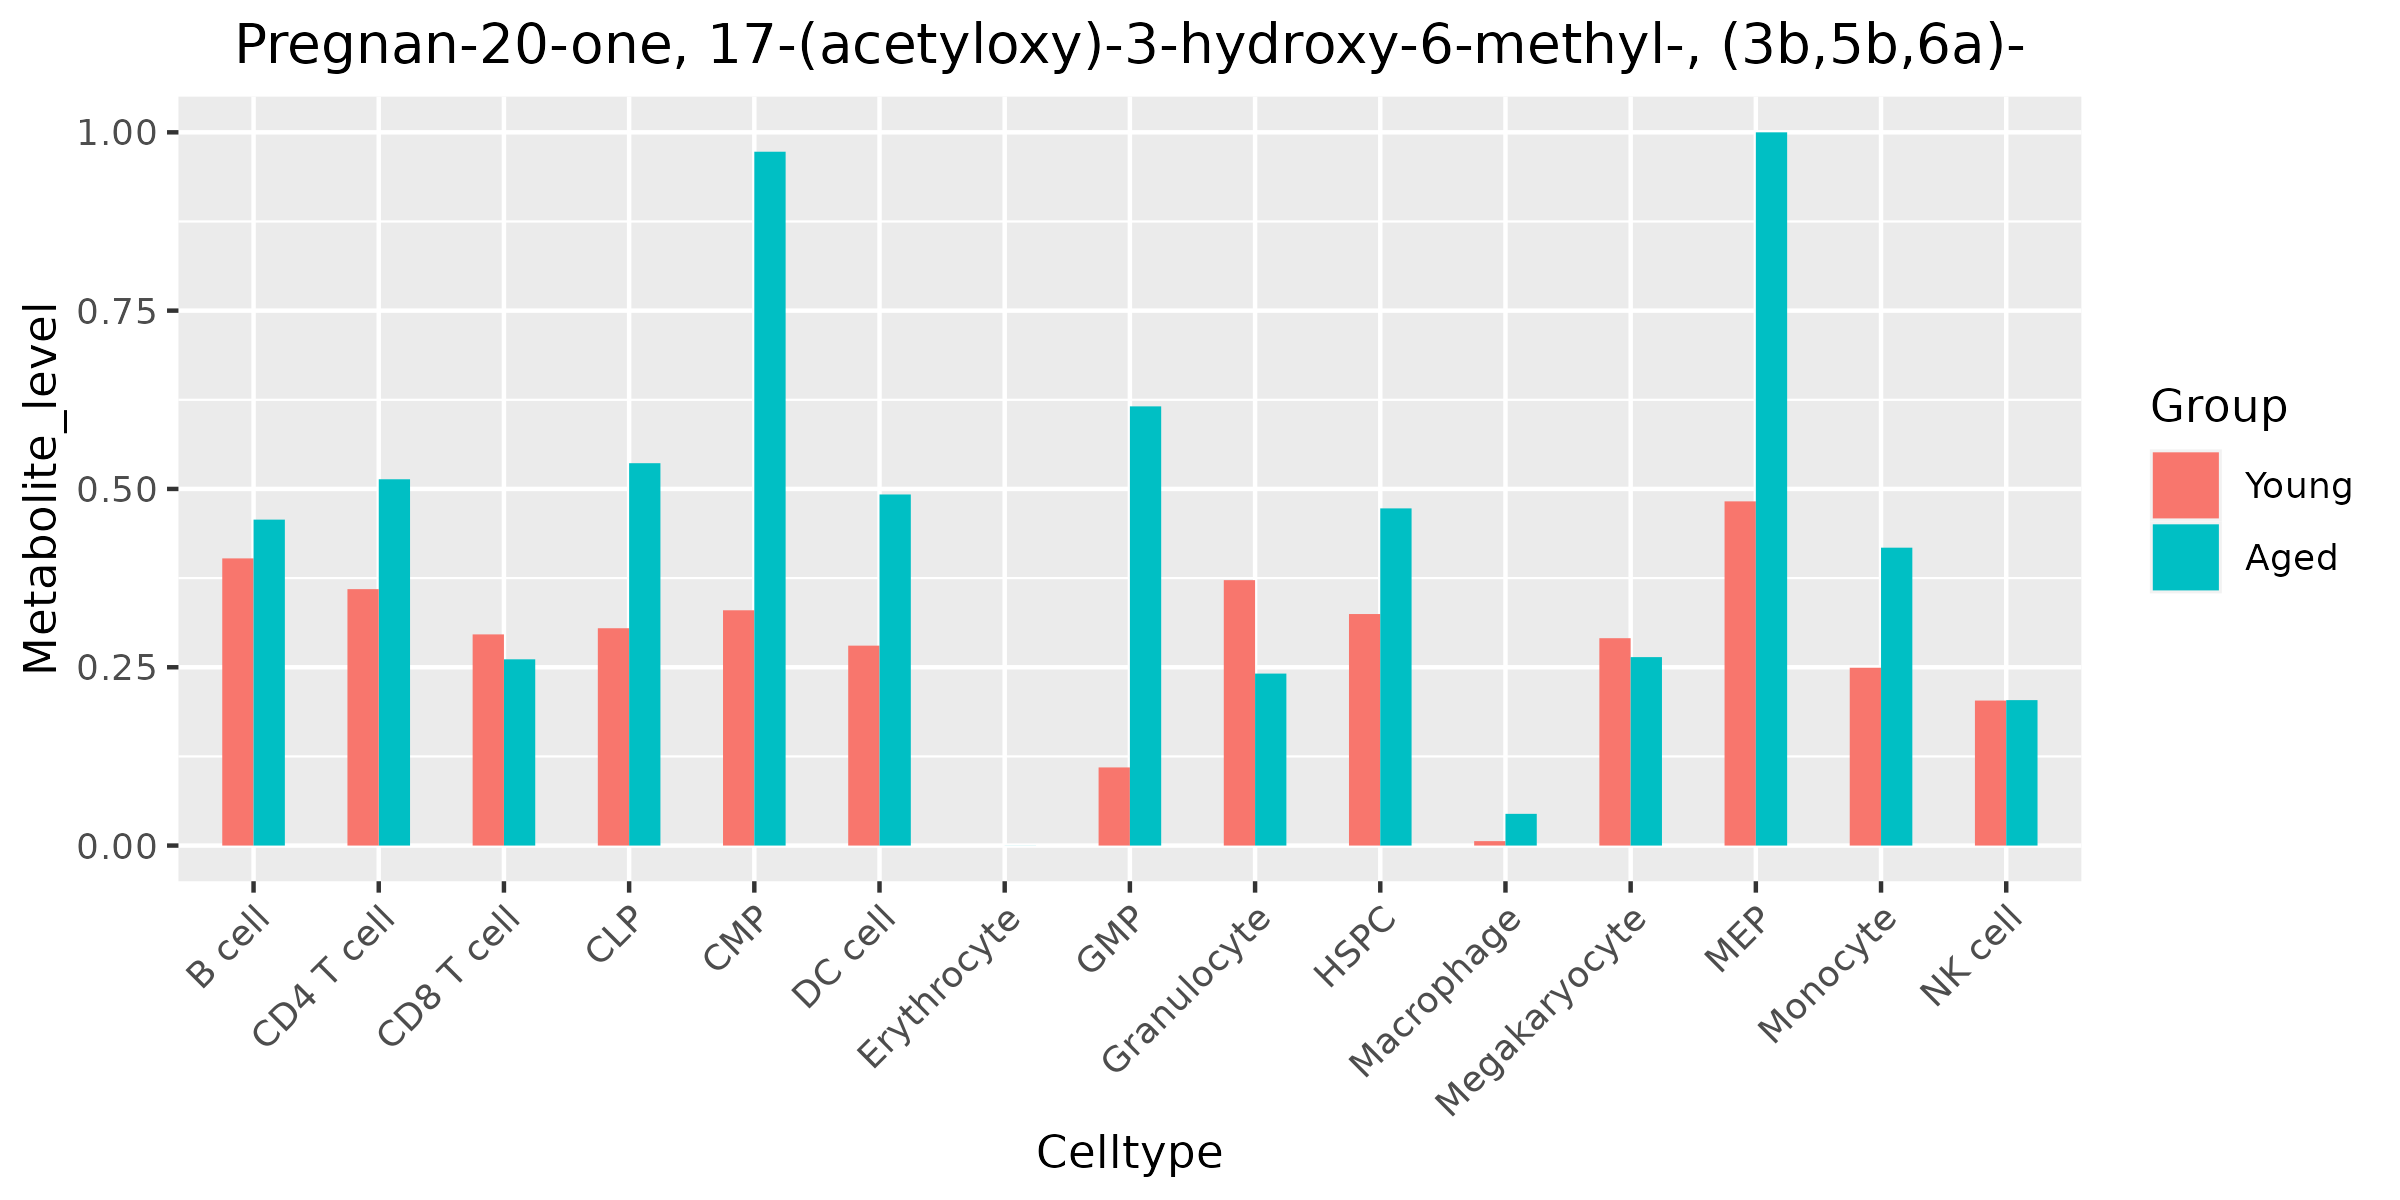 Pregnan-20-one, 17-(acetyloxy)-3-hydroxy-6-methyl-, (3b,5b,6a)-
Metabolite_level
1.00
0.75
0.50
0.25
0.00
B cell
CD4 T cell
CD8 T cell
CLP
CMP
DC cell
Erythrocyte
GMP
Granulocyte
HSPC
Macrophage
Megakaryocyte
MEP
Monocyte
NK cell
Celltype
Group
Young
Aged